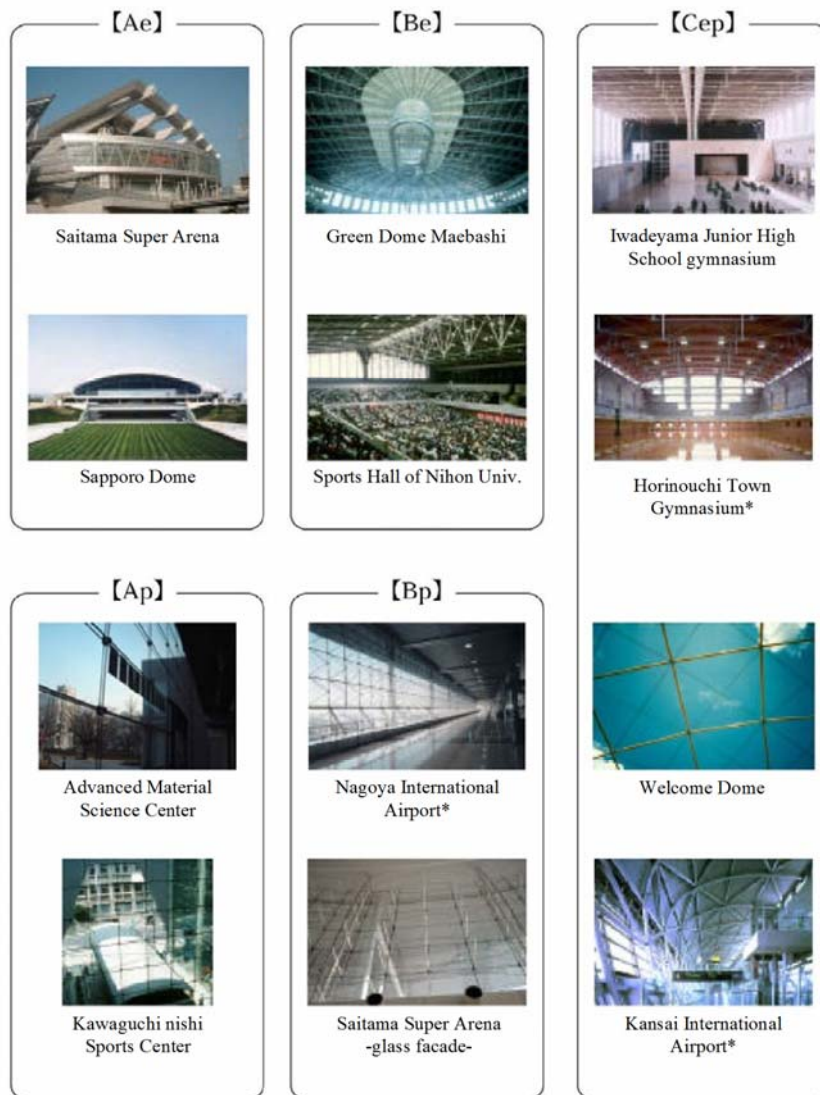 【Ae】
Saitama Super Arena
Sapporo Dome
【Be】
Green Dome Maebashi
Sports Hall of Nihon Univ.
【Cep】
Iwadeyama Junior High
School gymnasium
Horinouchi Town
Gymnasium*
Welcome Dome
Kansai International
Airport*
【Ap】
Advanced Material
Science Center
Kawaguchi nishi
Sports Center
【Bp】
Nagoya International
Airport*
Saitama Super Arena
-glass facade-